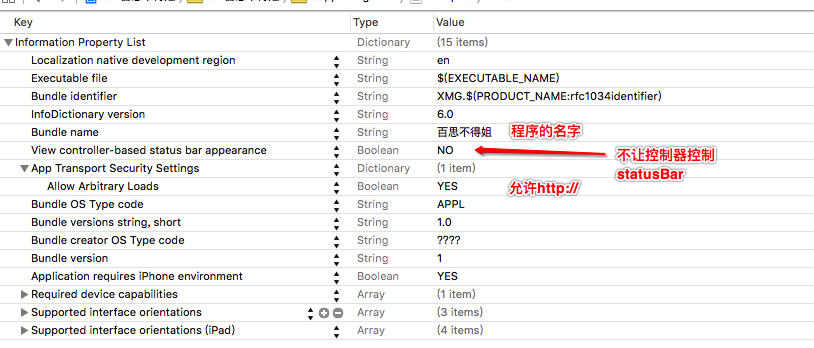 Key Type Value
Information Property List Dictionary (15 items)
Localization native development region String en
Executable file String $(EXECUTABLE_NAME)
Bundle identifier String XMG.$(PRODUCT_NAME:rfc1034identifier)
InfoDictionary version String 6.0
Bundle name String 百思不得姐 程序的名字
View controller-based status bar appearance Boolean NO 不让控制器控制
statusBar
App Transport Security Settings Dictionary (1 item)
Allow Arbitrary Loads Boolean YES 允许http://
Bundle OS Type code String APPL
Bundle versions string, short String 1.0
Bundle creator OS Type code String ????
Bundle version String 1
Application requires iPhone environment Boolean YES
Required device capabilities Array (1 item)
Supported interface orientations Array (3 items)
Supported interface orientations (iPad) Array (4 items)